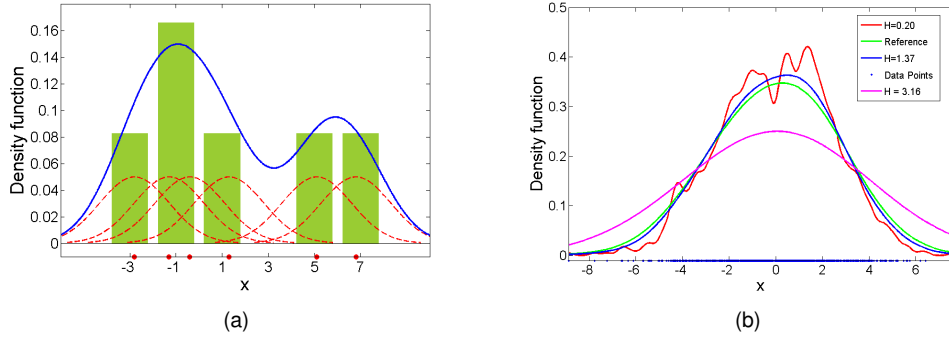 0.16
0.14
0.12
0.1
0.08
0.06
0.04
0.02
0
Density function
-3
-1
1
3
5
7
x
(a)
0.5
0.4
0.3
0.2
0.1
0
Density function
H=0.20
Reference
H=1.37
Data Points
H = 3.16
-8
-6
-4
-2
0
2
4
6
x
(b)